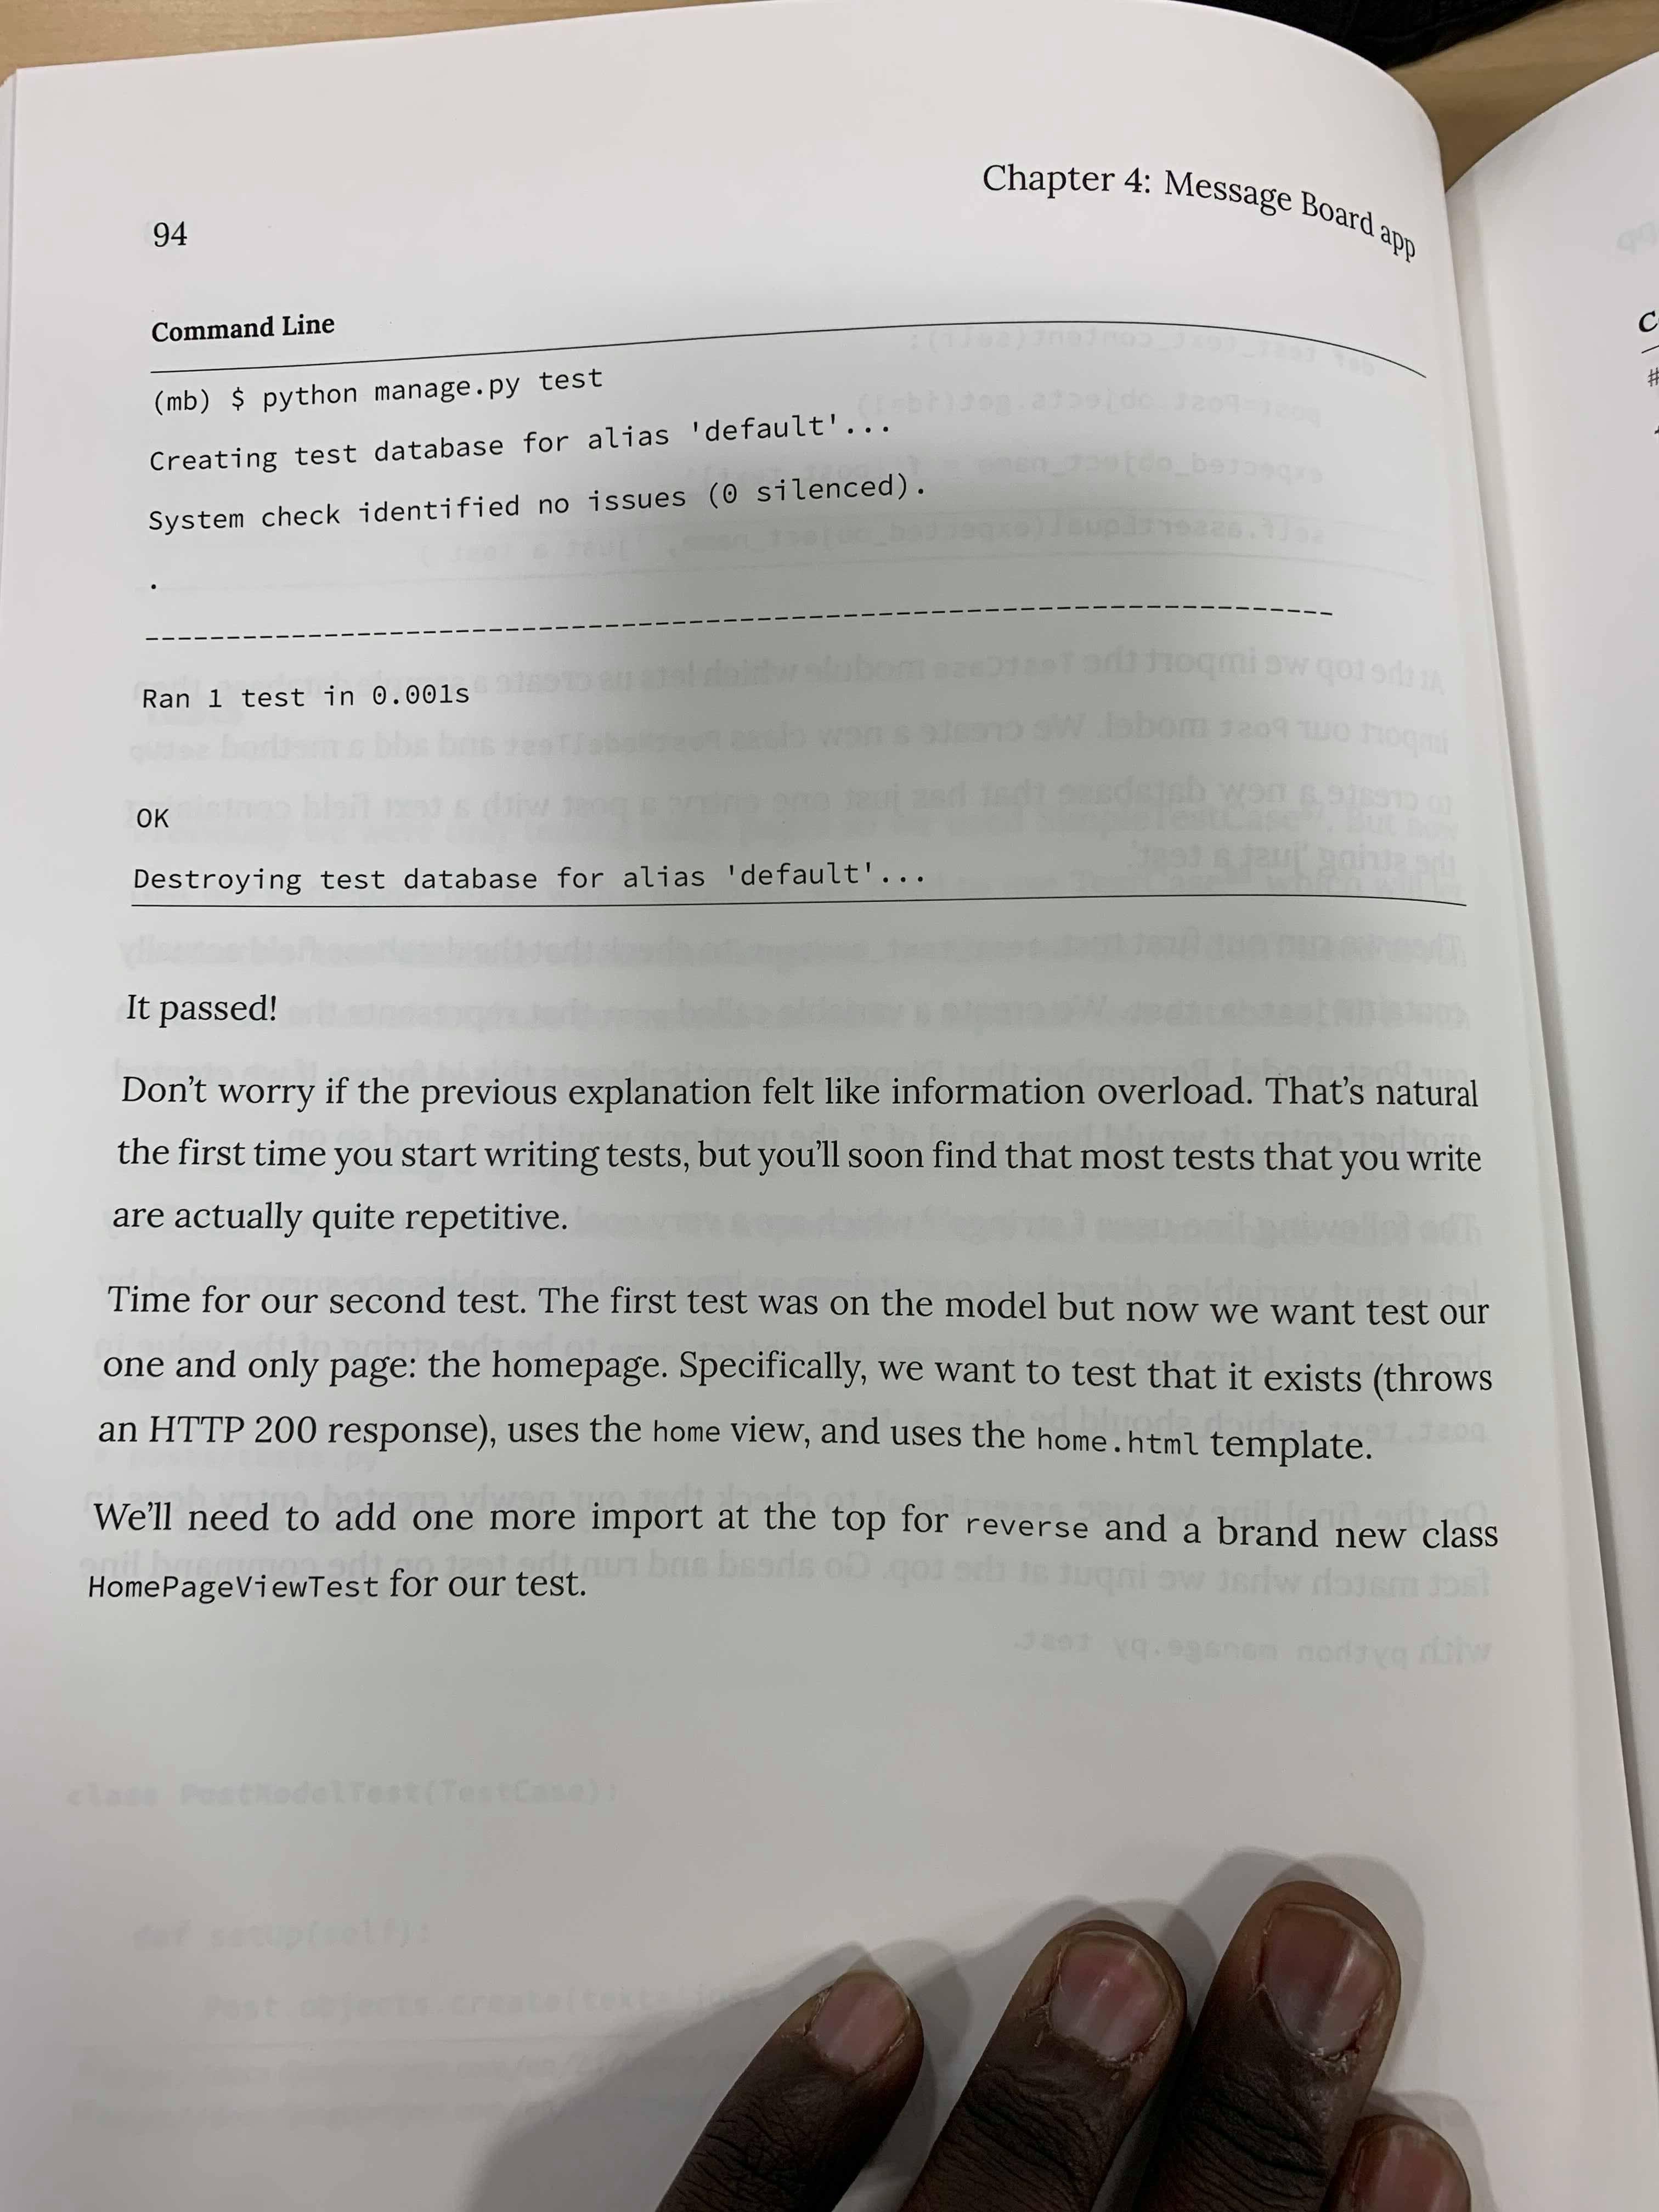 94
Chapter 4: Message Board app
Command Line
(mb) $ python manage.py test
Creating test database for alias 'default'...
System check identified no issues (0 silenced).
.
----------------------------------------------------------------------
Ran 1 test in 0.001s
OK
Destroying test database for alias 'default'...
It passed!
Don't worry if the previous explanation felt like information overload. That's natural
the first time you start writing tests, but you'll soon find that most tests that you write
are actually quite repetitive.
Time for our second test. The first test was on the model but now we want test our
one and only page: the homepage. Specifically, we want to test that it exists (throws
an HTTP 200 response), uses the home view, and uses the home.html template.
We'll need to add one more import at the top for reverse and a brand new class
HomePageViewTest for our test.
class PostModelTest(TestCase):
def setUp(self):